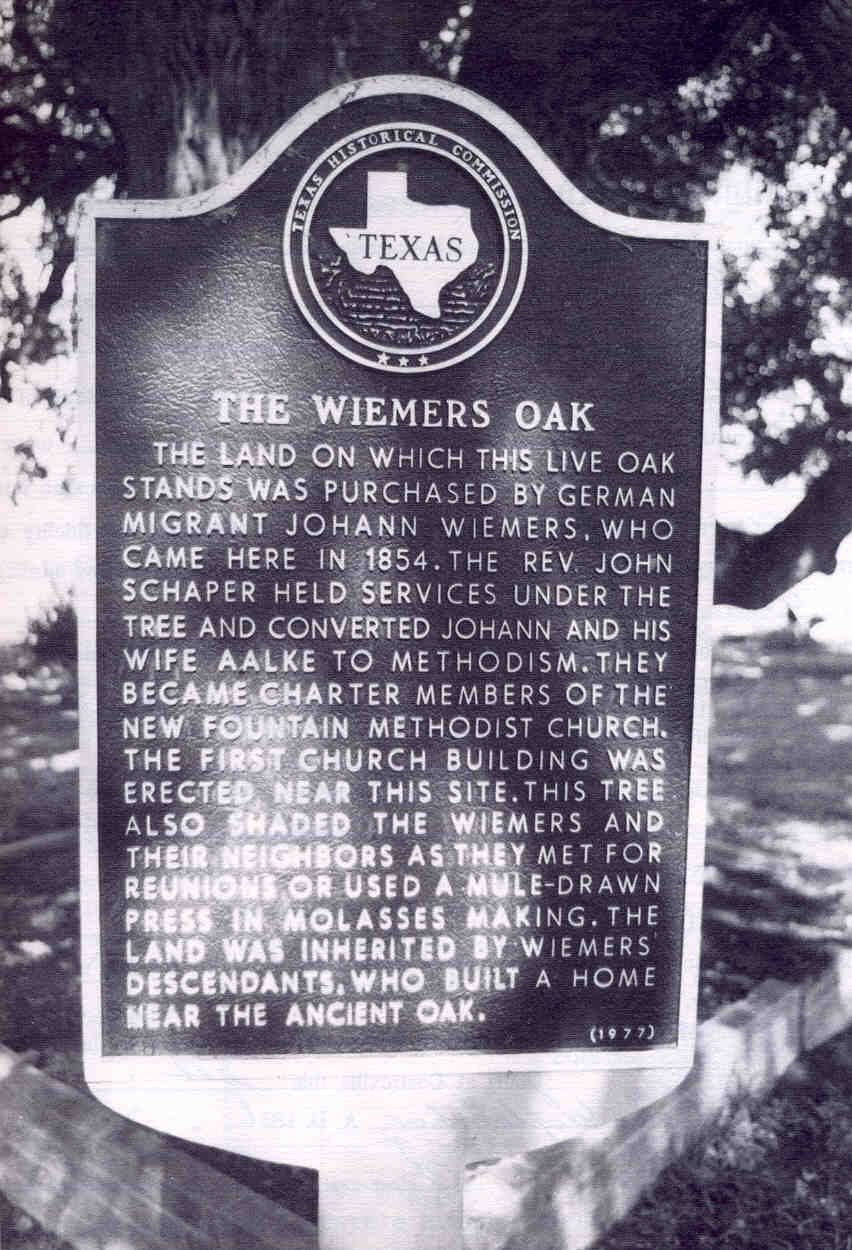 TEXAS HISTORICAL COMMISSION
TEXAS
THE WIEMERS OAK
THE LAND ON WHICH THIS LIVE OAK
STANDS WAS PURCHASED BY GERMAN
MIGRANT JOHANN WIEMERS, WHO
CAME HERE IN 1854. THE REV. JOHN
SCHAPER HELD SERVICES UNDER THE
TREE AND CONVERTED JOHANN AND HIS
WIFE AALKE TO METHODISM. THEY
BECAME CHARTER MEMBERS OF THE
NEW FOUNTAIN METHODIST CHURCH.
THE FIRST CHURCH BUILDING WAS
ERECTED NEAR THIS SITE. THIS TREE
ALSO SHADED THE WIEMERS AND
THEIR NEIGHBORS AS THEY MET FOR
REUNIONS OR USED A MULE-DRAWN
PRESS IN MOLASSES MAKING. THE
LAND WAS INHERITED BY WIEMERS'
DESCENDANTS, WHO BUILT A HOME
NEAR THE ANCIENT OAK.
(1977)